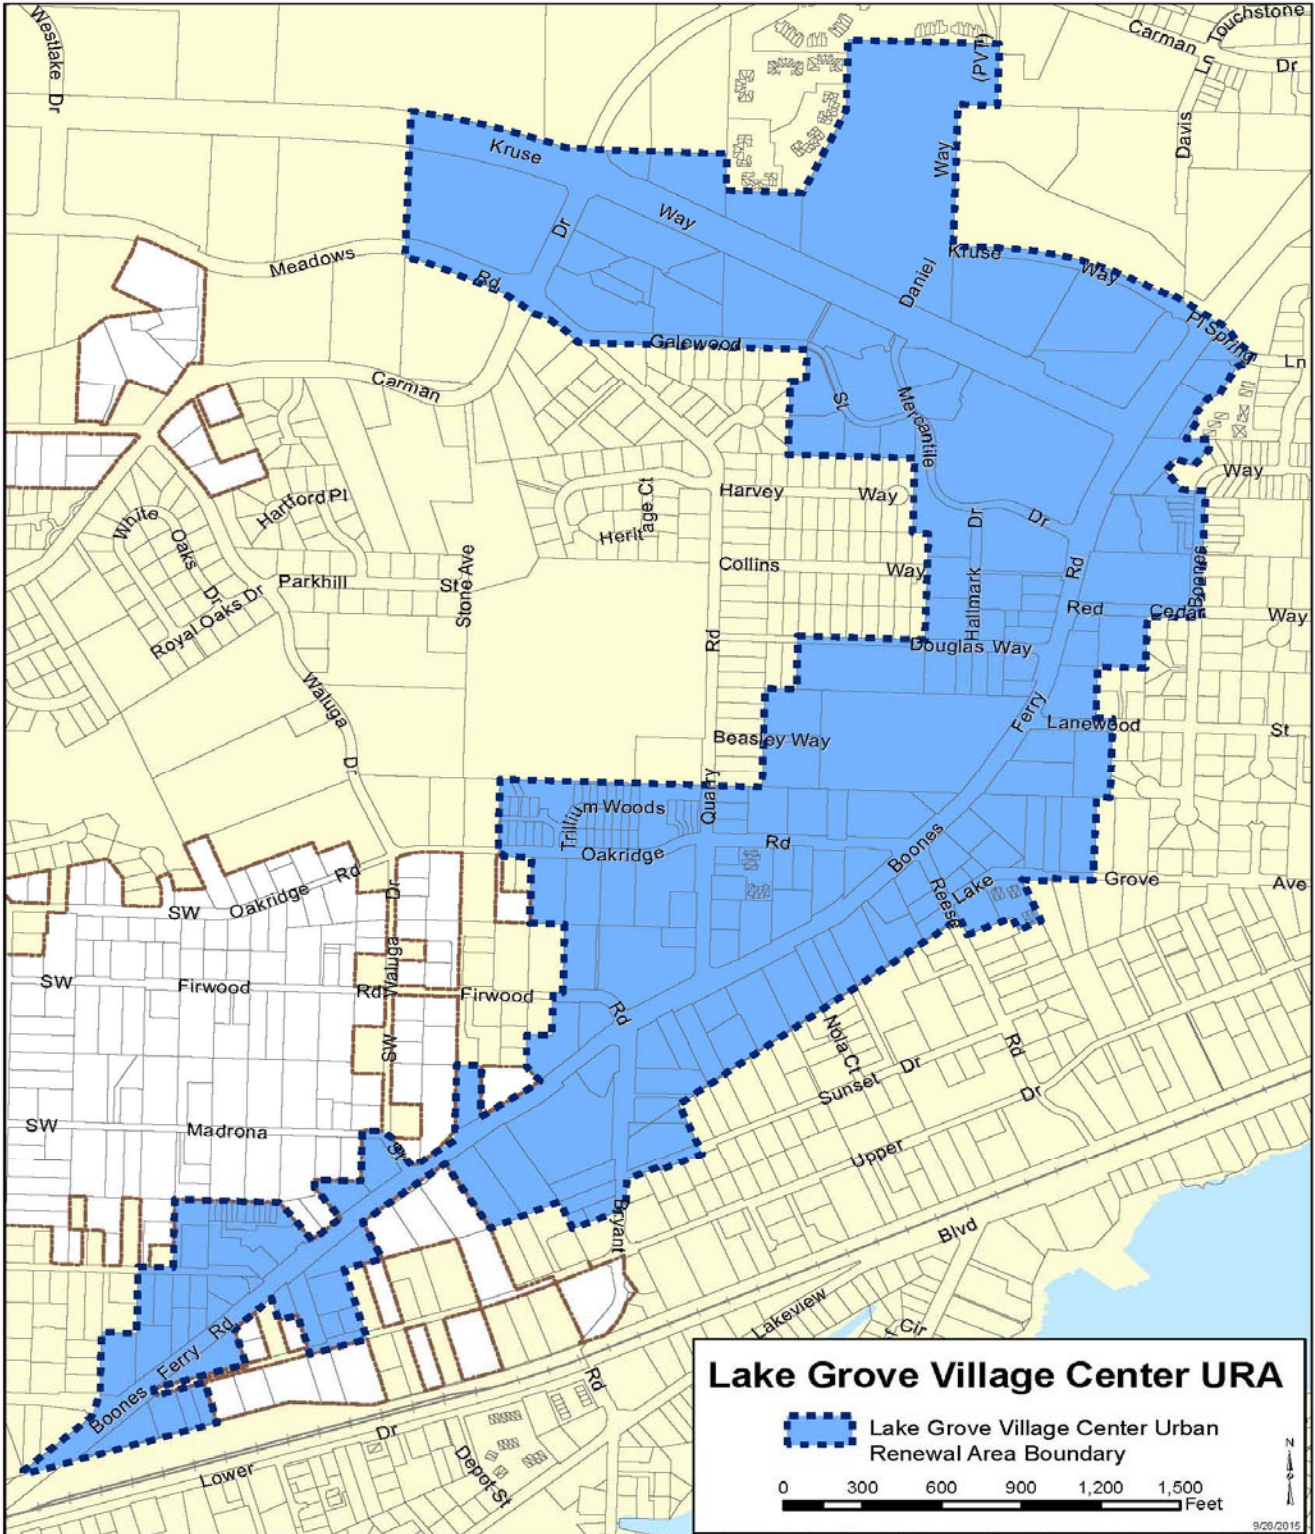 Westlake Dr
Carman
Touchstone
Ln
Dr
(PVT)
Davis
Kruse
Way
Way
Dr
Meadows
Rd
Daniel
Kruse
Way
Pl Spring
Ln
Galewood
St
Mercantile
Carman
Way
White
Oaks
Dr
Hartford Pl
Heritage Ct
Harvey
Way
Dr
Dr
Collins
Way
Hallmark
Rd
Boones
Parkhill
St
Stone Ave
Royal Oaks Dr
Red
Cedar
Way
Rd
Douglas Way
Waluga
Dr
Ferry
Lanewood
St
Beasley Way
Quarry
Trillium Woods
Oakridge
Rd
Boones
Reese
Lake
Grove
Ave
SW
Oakridge
Rd
Dr
Waluga
SW
SW
Firwood
Rd
Firwood
Rd
Nola Ct
Sunset
Dr
Rd
Dr
Upper
SW
Madrona
St
Bryant
Blvd
Lakeview
Cir
Rd
Boones
Ferry
Rd
Lower
Dr
Depot St
Lake Grove Village Center URA
Lake Grove Village Center Urban
Renewal Area Boundary
0 300 600 900 1,200 1,500
Feet
N
9/28/2015